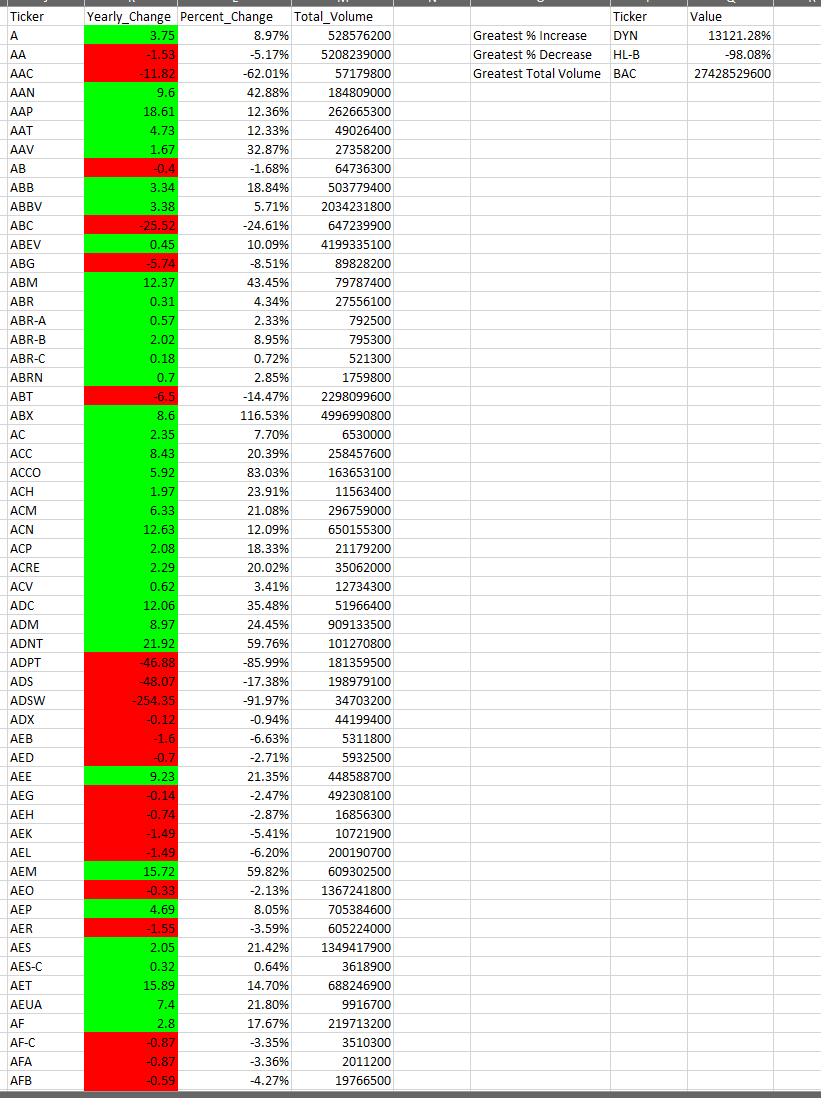 Ticker Yearly_Change Percent_Change Total_Volume Ticker Value
A 3.75 8.97% 528576200 Greatest % Increase DYN 13121.28%
AA -1.53 -5.17% 5208239000 Greatest % Decrease HL-B -98.08%
AAC -11.82 -62.01% 57179800 Greatest Total Volume BAC 27428529600
AAN 9.6 42.88% 184809000
AAP 18.61 12.36% 262665300
AAT 4.73 12.33% 49026400
AAV 1.67 32.87% 27358200
AB -0.4 -1.68% 64736300
ABB 3.34 18.84% 503779400
ABBV 3.38 5.71% 2034231800
ABC -25.52 -24.61% 647239900
ABEV 0.45 10.09% 4199335100
ABG -5.74 -8.51% 89828200
ABM 12.37 43.45% 79787400
ABR 0.31 4.34% 27556100
ABR-A 0.57 2.33% 792500
ABR-B 2.02 8.95% 795300
ABR-C 0.18 0.72% 521300
ABRN 0.7 2.85% 1759800
ABT -6.5 -14.47% 2298099600
ABX 8.6 116.53% 4996990800
AC 2.35 7.70% 6530000
ACC 8.43 20.39% 258457600
ACCO 5.92 83.03% 163653100
ACH 1.97 23.91% 11563400
ACM 6.33 21.08% 296759000
ACN 12.63 12.09% 650155300
ACP 2.08 18.33% 21179200
ACRE 2.29 20.02% 35062000
ACV 0.62 3.41% 12734300
ADC 12.06 35.48% 51966400
ADM 8.97 24.45% 909133500
ADNT 21.92 59.76% 101270800
ADPT -46.88 -85.99% 181359500
ADS -48.07 -17.38% 198979100
ADSW -254.35 -91.97% 34703200
ADX -0.12 -0.94% 44199400
AEB -1.6 -6.63% 5311800
AED -0.7 -2.71% 5932500
AEE 9.23 21.35% 448588700
AEG -0.14 -2.47% 492308100
AEH -0.74 -2.87% 16856300
AEK -1.49 -5.41% 10721900
AEL -1.49 -6.20% 200190700
AEM 15.72 59.82% 609302500
AEO -0.33 -2.13% 1367241800
AEP 4.69 8.05% 705384600
AER -1.55 -3.59% 605224000
AES 2.05 21.42% 1349417900
AES-C 0.32 0.64% 3618900
AET 15.89 14.70% 688246900
AEUA 7.4 21.80% 9916700
AF 2.8 17.67% 219713200
AF-C -0.87 -3.35% 3510300
AFA -0.87 -3.36% 2011200
AFB -0.59 -4.27% 19766500